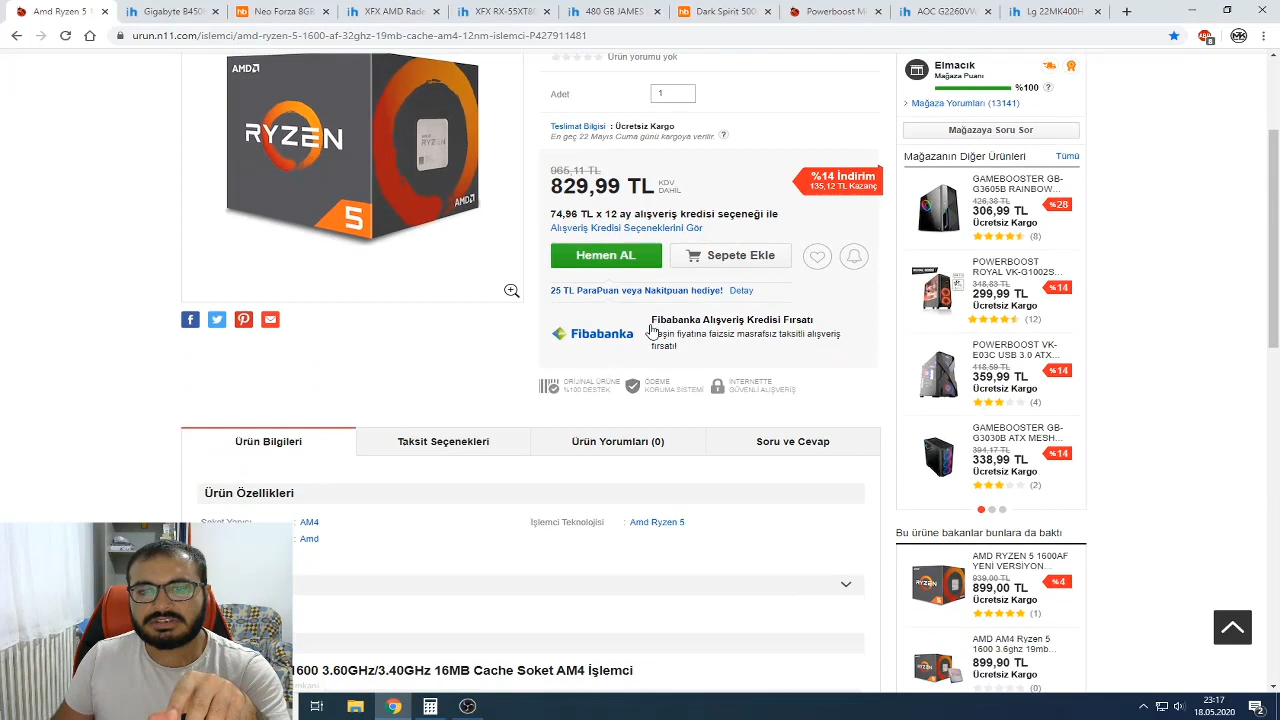 Amd Ryzen 5 1
Gigabyte B450
Neo Forza 8GB
XFX AMD Rade
XFX RX-55XT8
480 GB JAMES
Dark Spirit 500
Powerboost M
AOC G2260VW
Lg 22MK400H
urun.n11.com/islemci/amd-ryzen-5-1600-af-32ghz-19mb-cache-am4-12nm-islemci-P427911481
AMD
RYZEN
5
AMD
Ürün yorumu yok
Adet
1
Teslimat Bilgisi : Ücretsiz Kargo
En geç 22 Mayıs Cuma günü kargoya verilir. ?
965,11 TL
829,99 TL KDV DAHİL
%14 İndirim
135,12 TL Kazanç
74,96 TL x 12 ay alışveriş kredisi seçeneği ile
Alışveriş Kredisi Seçeneklerini Gör
Hemen AL
Sepete Ekle
25 TL ParaPuan veya Nakitpuan hediye! Detay
Fibabanka
Fibabanka Alışveriş Kredisi Fırsatı
eşin fiyatına faizsiz masrafsız taksitli alışveriş
fırsatı!
ORİJİNAL ÜRÜNE
%100 DESTEK
ÖDEME
KORUMA SİSTEMİ
İNTERNETTE
GÜVENLİ ALIŞVERİŞ
Ürün Bilgileri
Taksit Seçenekleri
Ürün Yorumları (0)
Soru ve Cevap
Ürün Özellikleri
Soket Yapısı : AM4
İşlemci Teknolojisi : Amd Ryzen 5
: Amd
1600 3.60GHz/3.40GHz 16MB Cache Soket AM4 İşlemci
Elmacık
Mağaza Puanı
%100 ?
Mağaza Yorumları (13141)
Mağazaya Soru Sor
Mağazanın Diğer Ürünleri
Tümü
GAMEBOOSTER GB-
G3605B RAINBOW...
426,38 TL
306,99 TL
%28
Ücretsiz Kargo
(8)
POWERBOOST
ROYAL VK-G1002S...
348,83 TL
299,99 TL
%14
Ücretsiz Kargo
(12)
POWERBOOST VK-
E03C USB 3.0 ATX...
418,59 TL
359,99 TL
%14
Ücretsiz Kargo
(4)
GAMEBOOSTER GB-
G3030B ATX MESH...
394,17 TL
338,99 TL
%14
Ücretsiz Kargo
(2)
Bu ürüne bakanlar bunlara da baktı
AMD RYZEN 5 1600AF
YENİ VERSİYON...
939,00 TL
899,00 TL
%4
Ücretsiz Kargo
(1)
AMD AM4 Ryzen 5
1600 3.6ghz 19mb...
899,90 TL
Ücretsiz Kargo
(0)
23:17
18.05.2020
2